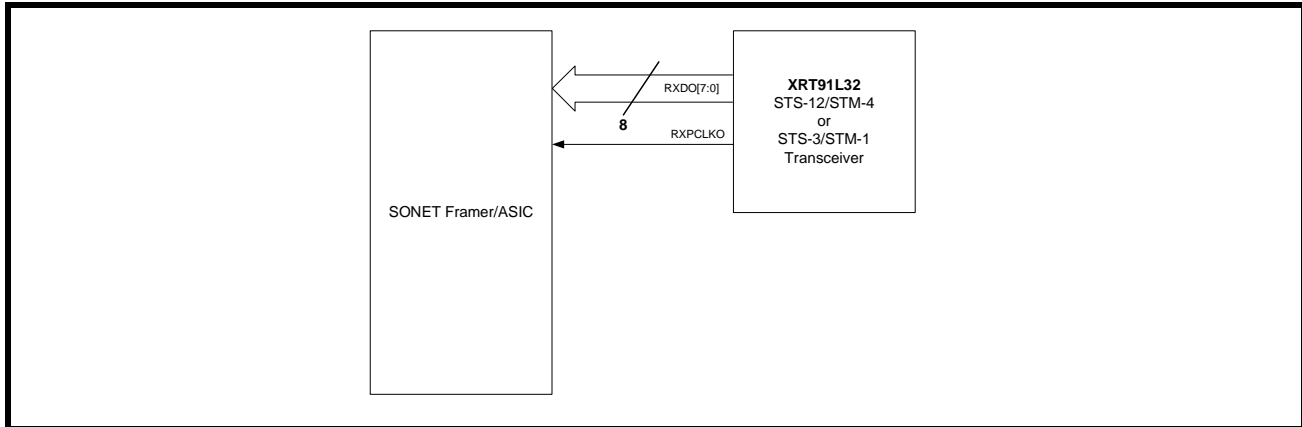 RXDO[7:0]
8
RXPCLKO
SONET Framer/ASIC
XRT91L32
STS-12/STM-4
or
STS-3/STM-1
Transceiver